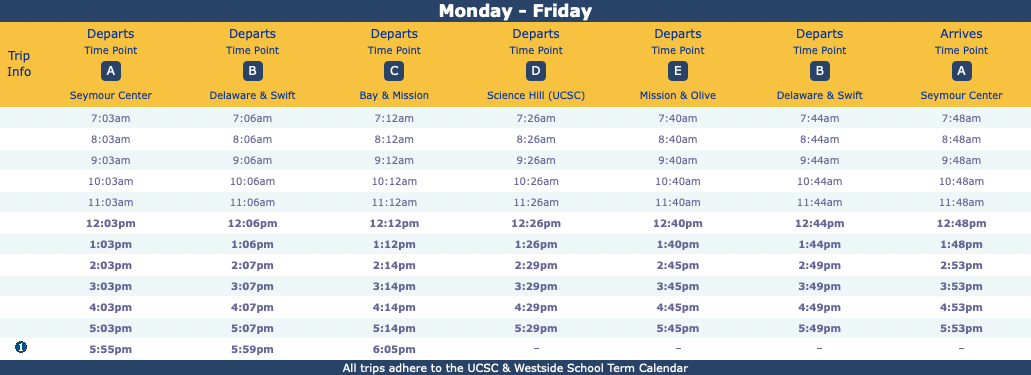 Monday - Friday
Departs Departs Departs Departs Departs Departs Arrives
Trip Info
Time Point Time Point Time Point Time Point Time Point Time Point Time Point
A B C D E B A
Seymour Center Delaware & Swift Bay & Mission Science Hill (UCSC) Mission & Olive Delaware & Swift Seymour Center
7:03am 7:06am 7:12am 7:26am 7:40am 7:44am 7:48am
8:03am 8:06am 8:12am 8:26am 8:40am 8:44am 8:48am
9:03am 9:06am 9:12am 9:26am 9:40am 9:44am 9:48am
10:03am 10:06am 10:12am 10:26am 10:40am 10:44am 10:48am
11:03am 11:06am 11:12am 11:26am 11:40am 11:44am 11:48am
12:03pm 12:06pm 12:12pm 12:26pm 12:40pm 12:44pm 12:48pm
1:03pm 1:06pm 1:12pm 1:26pm 1:40pm 1:44pm 1:48pm
2:03pm 2:07pm 2:14pm 2:29pm 2:45pm 2:49pm 2:53pm
3:03pm 3:07pm 3:14pm 3:29pm 3:45pm 3:49pm 3:53pm
4:03pm 4:07pm 4:14pm 4:29pm 4:45pm 4:49pm 4:53pm
5:03pm 5:07pm 5:14pm 5:29pm 5:45pm 5:49pm 5:53pm
1 5:55pm 5:59pm 6:05pm – – – –
All trips adhere to the UCSC & Westside School Term Calendar